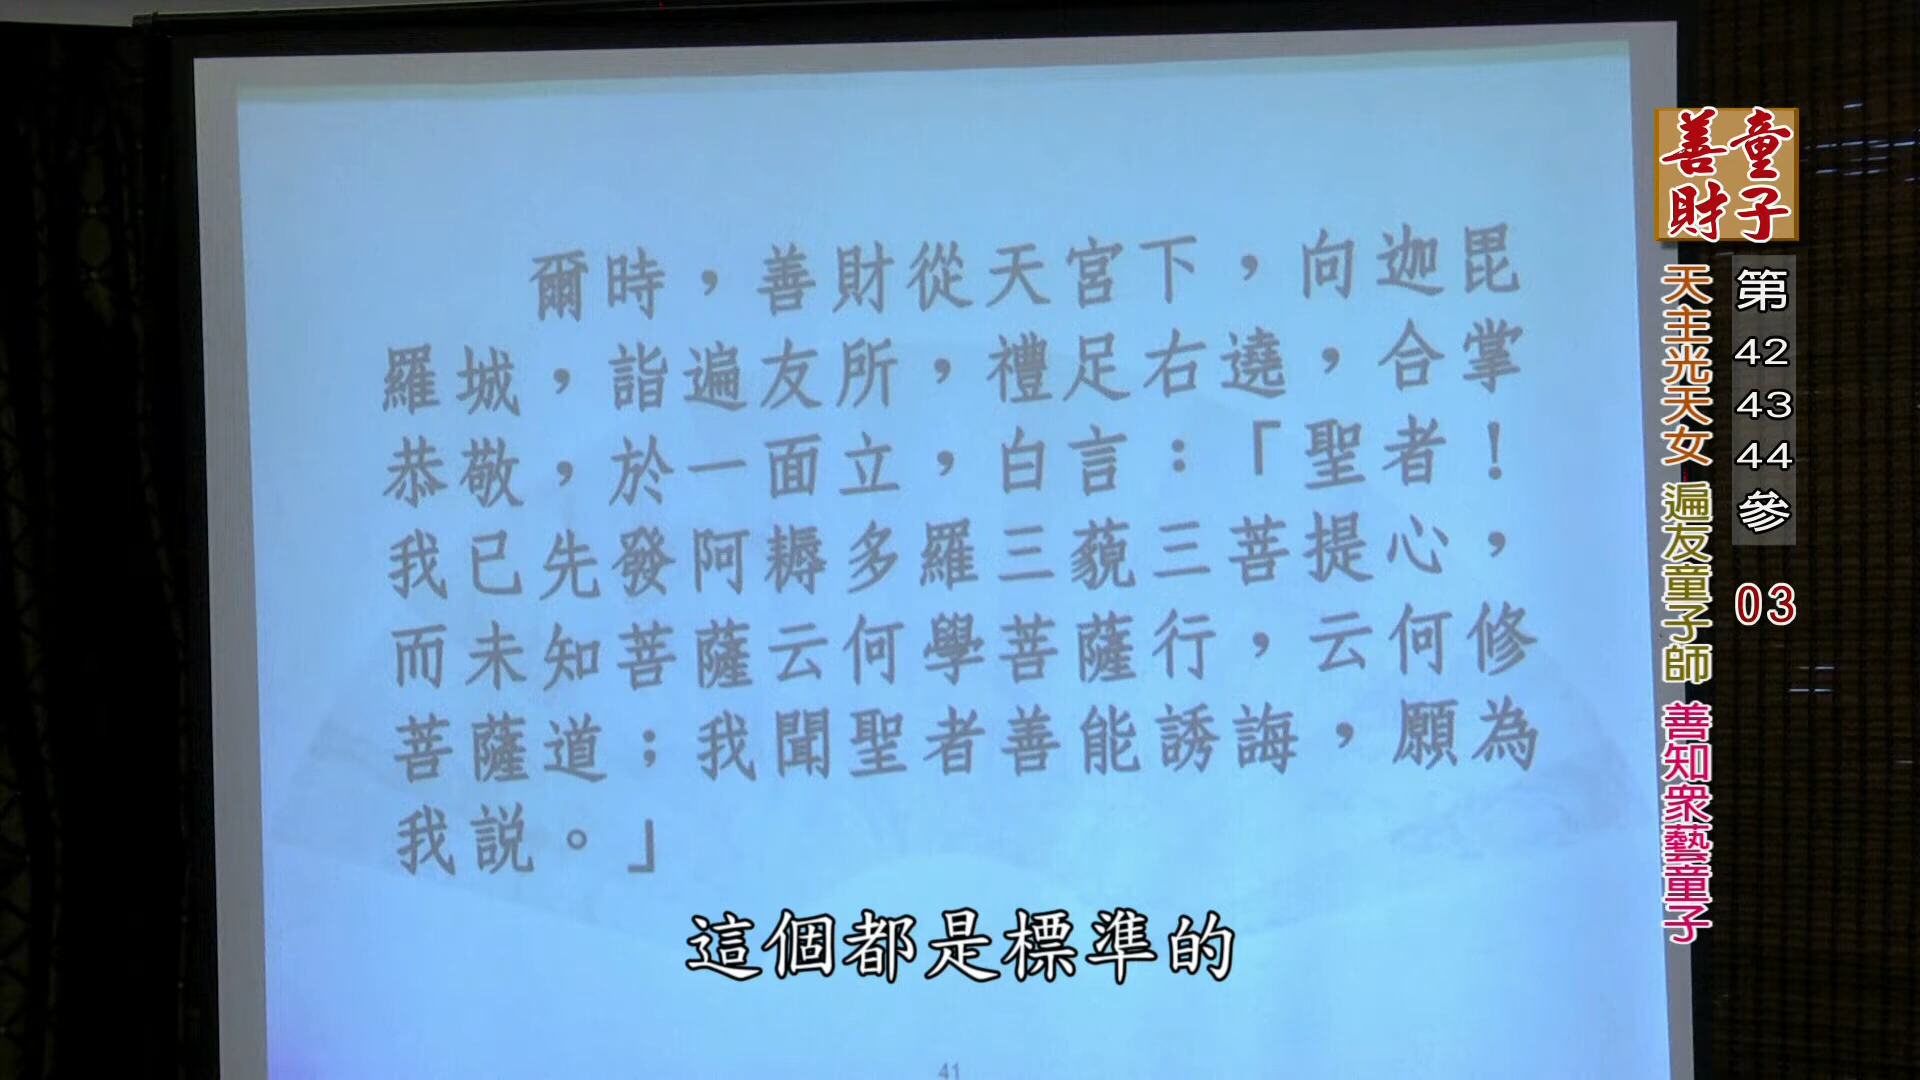 爾時，善財從天宮下，向迦毘
羅城，詣遍友所，禮足右遶，合掌
恭敬，於一面立，白言：「聖者！
我已先發阿耨多羅三藐三菩提心，
而未知菩薩云何學菩薩行，云何修
菩薩道；我聞聖者善能誘誨，願為
我說。」
這個都是標準的
41
善財童子
第42 43 44參 03
天主光天女 遍友童子師 善知眾藝童子